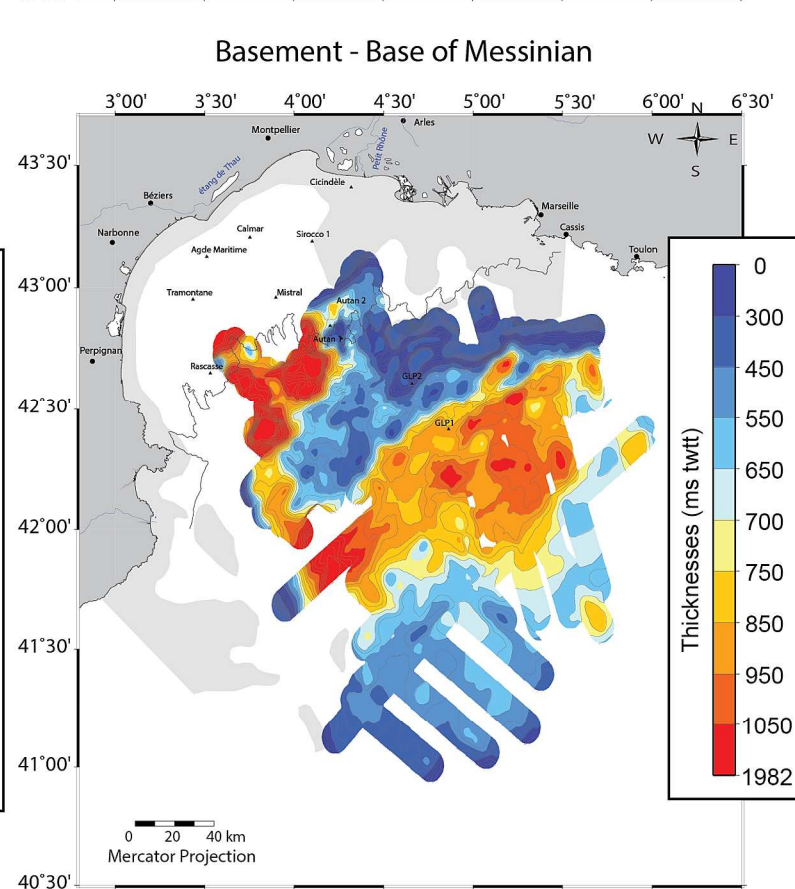 Basement - Base of Messinian
3°00' 3°30' 4°00' 4°30' 5°00' 5°30' 6°00' 6°30'
N
W E
S
Arles
Montpellier
Petit Rhône
43°30'
étang de Thau
Cicindèle
Béziers
Marseille
Narbonne
Calmar
Sirocco 1
Cassis
Agde Maritime
Toulon
43°00'
Tramontane
Mistral
Autan 2
Autan 1
Perpignan
Rascasse
GLP2
42°30'
GLP1
42°00'
41°30'
41°00'
40°30'
0 20 40 km
Mercator Projection
Thicknesses (ms twtt)
0
300
450
550
650
700
750
850
950
1050
1982